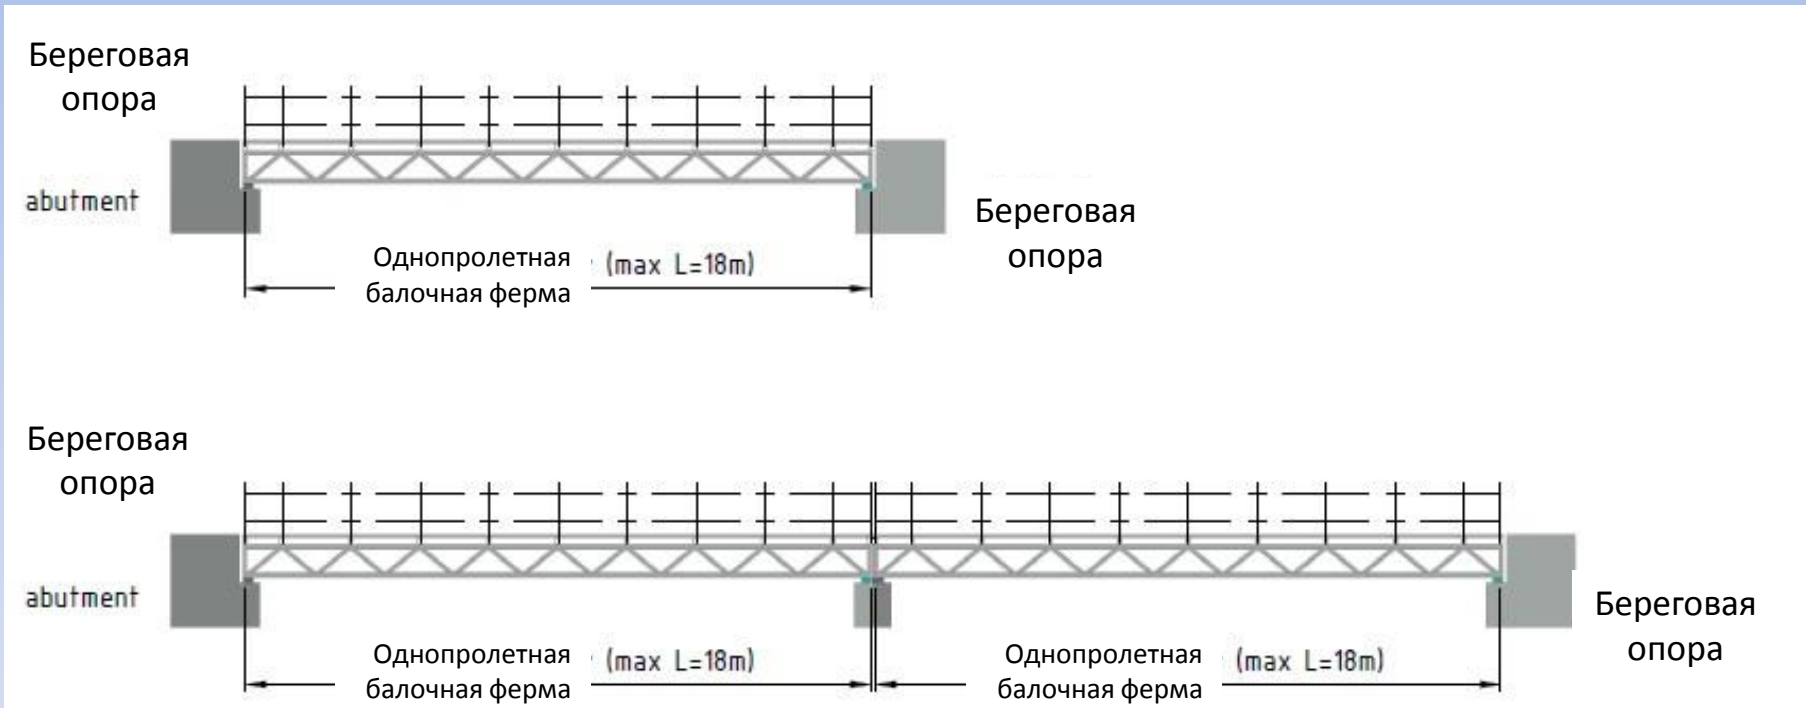 Береговая
опора
abutment
Береговая
опора
Однопролетная (max L=18m)
балочная ферма
Береговая
опора
abutment
Береговая
опора
Однопролетная (max L=18m)
балочная ферма
Однопролетная (max L=18m)
балочная ферма